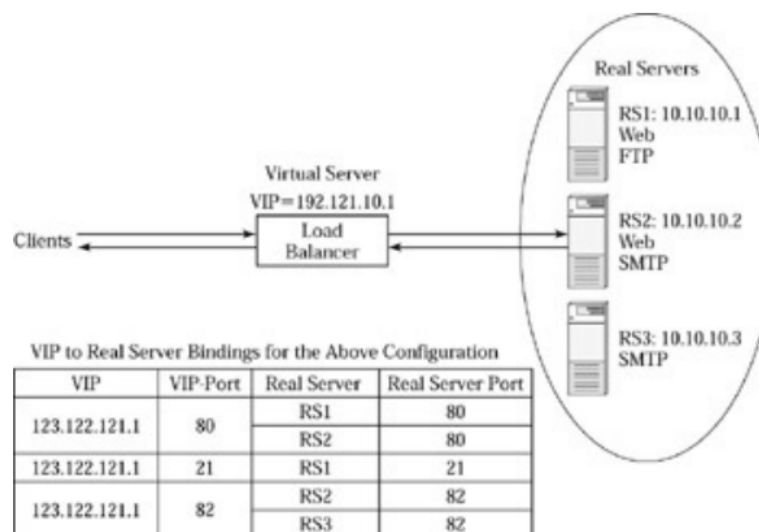 Real Servers
RS1: 10.10.10.1
Web
FTP
Virtual Server
VIP=192.121.10.1
Clients
Load
Balancer
RS2: 10.10.10.2
Web
SMTP
RS3: 10.10.10.3
SMTP
VIP to Real Server Bindings for the Above Configuration
VIP VIP-Port Real Server Real Server Port
123.122.121.1 80 RS1 80
RS2 80
123.122.121.1 21 RS1 21
123.122.121.1 82 RS2 82
RS3 82